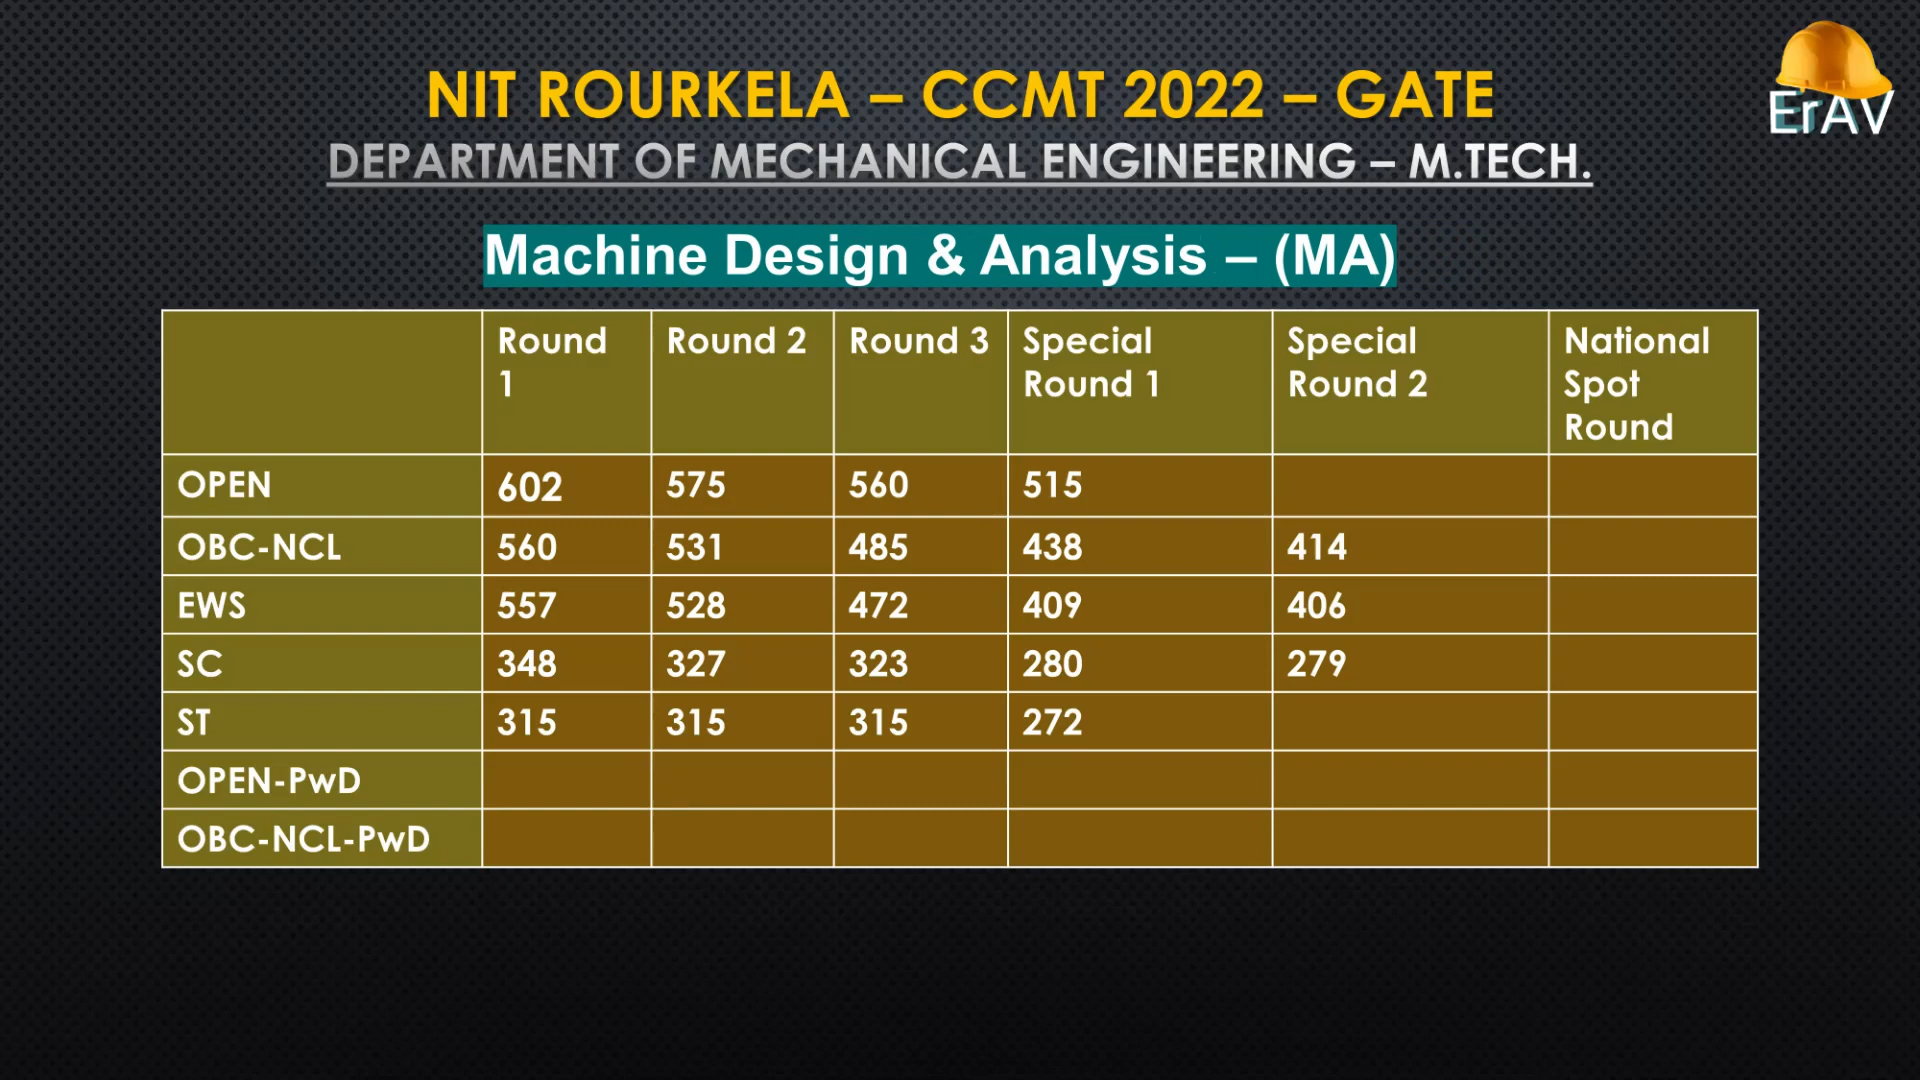 NIT ROURKELA – CCMT 2022 – GATE
ErAV
DEPARTMENT OF MECHANICAL ENGINEERING – M.TECH.
Machine Design & Analysis – (MA)
Round 1 Round 2 Round 3 Special Round 1 Special Round 2 National Spot Round
OPEN 602 575 560 515
OBC-NCL 560 531 485 438 414
EWS 557 528 472 409 406
SC 348 327 323 280 279
ST 315 315 315 272
OPEN-PwD
OBC-NCL-PwD